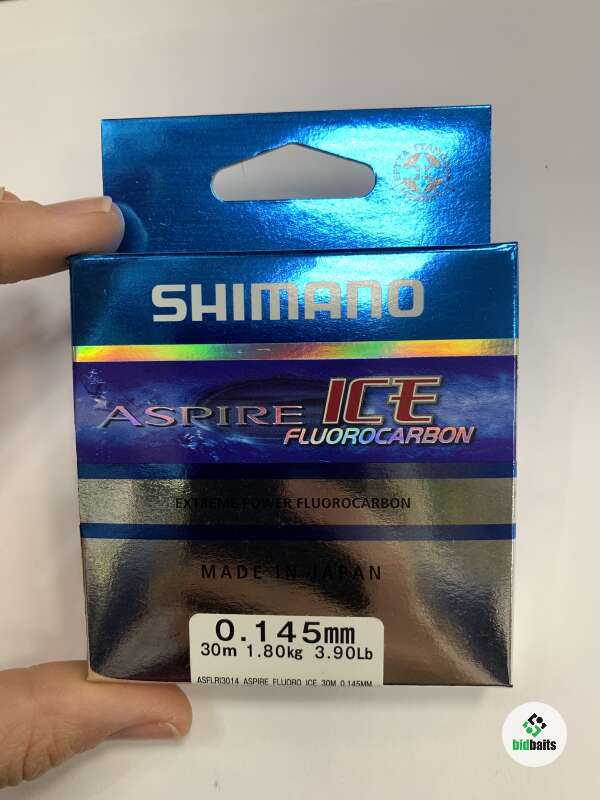 SHIMANO
ASPIRE ICE
FLUOROCARBON
EXTREME POWER FLUOROCARBON
MADE IN JAPAN
0.145mm
30m 1.80kg 3.90Lb
ASFLRI3014 ASPIRE FLUORO ICE 30M 0.145MM
bidbaits